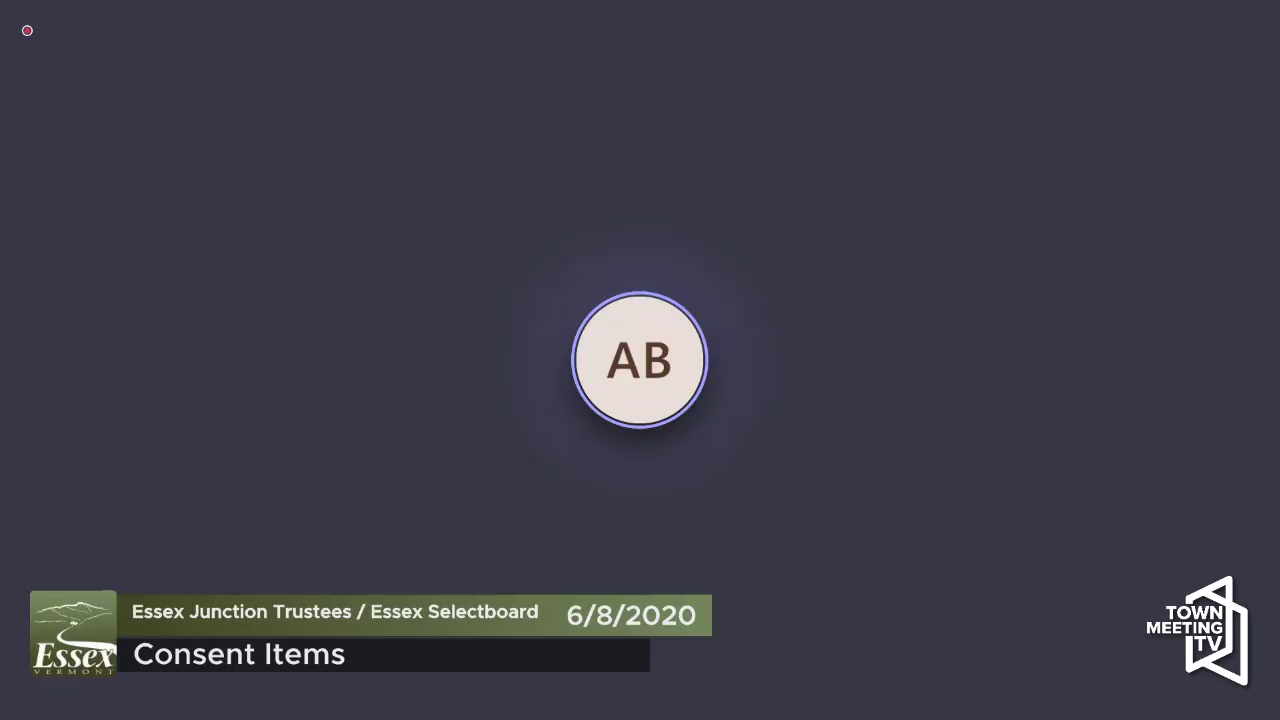 AB
Essex Junction Trustees / Essex Selectboard
6/8/2020
Consent Items
Essex
VERMONT
TOWN
MEETING
TV